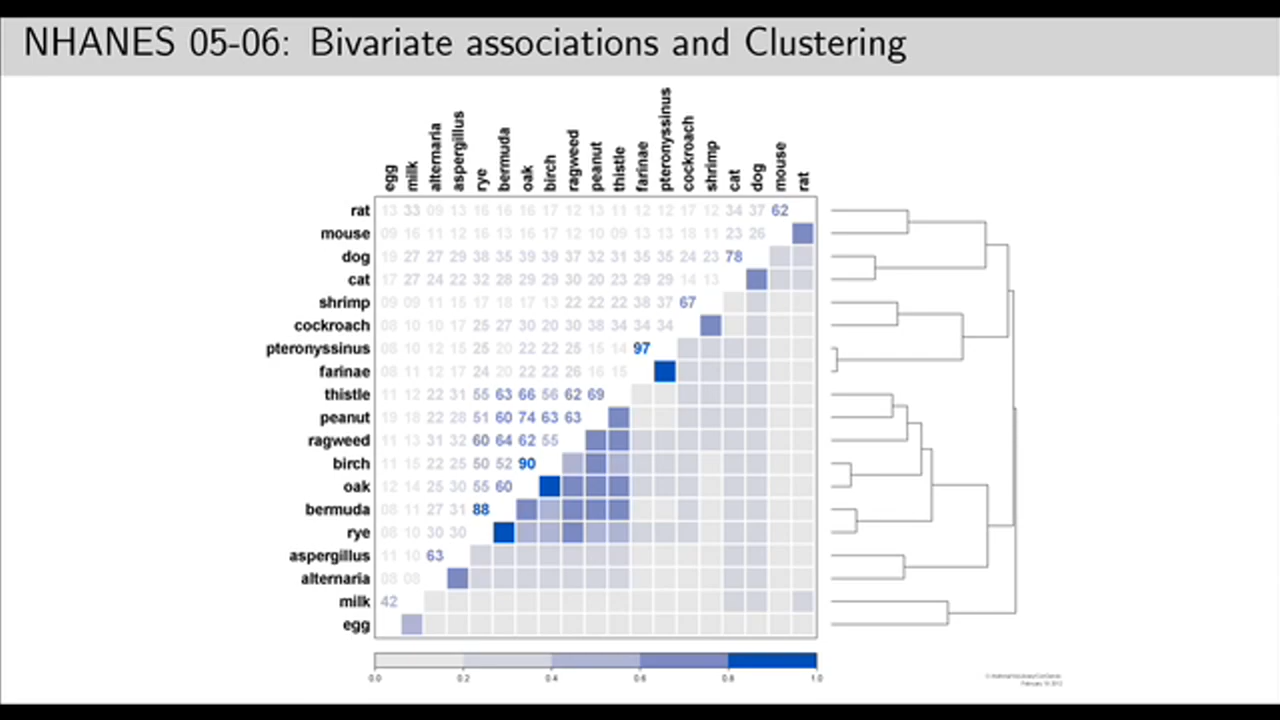 NHANES 05-06: Bivariate associations and Clustering
egg milk alternaria aspergillus rye bermuda oak birch ragweed peanut thistle farinae pteronyssinus cockroach shrimp cat dog mouse rat
rat 13 33 09 13 16 16 16 17 12 13 11 12 12 17 12 34 37 62
mouse 09 16 11 12 16 13 16 17 12 10 09 13 13 18 11 23 26
dog 19 27 27 29 38 35 39 39 37 32 31 35 35 24 23 78
cat 17 27 24 22 32 28 29 29 30 20 23 29 29 14 13
shrimp 09 09 11 15 17 18 17 13 22 22 22 38 37 67
cockroach 08 10 10 17 25 27 30 20 30 38 34 34 34
pteronyssinus 08 10 12 15 25 20 22 22 25 15 14 97
farinae 08 11 12 17 24 20 22 22 26 16 15
thistle 11 12 22 31 55 63 66 56 62 69
peanut 19 18 22 28 51 60 74 63 63
ragweed 11 13 31 32 60 64 62 55
birch 11 15 22 25 50 52 90
oak 12 14 25 30 55 60
bermuda 08 11 27 31 88
rye 08 10 30 30
aspergillus 11 10 63
alternaria 08 08
milk 42
egg
0.0 0.2 0.4 0.6 0.8 1.0